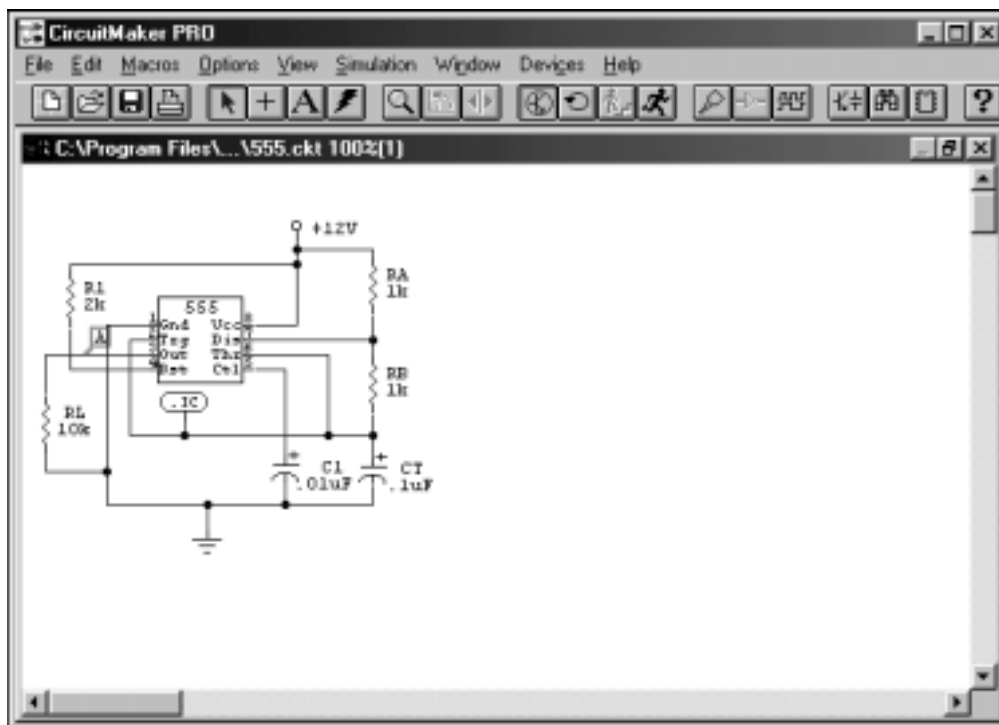 CircuitMaker PRO
File Edit Macros Options View Simulation Window Devices Help
A
?
C:\Program Files\...\555.ckt 100%(1)
+12V
RA
1k
R1
2k
555
Gnd Vcc
Trg Dis
Out Thr
Rst Ctl
A
RB
1k
.IC
RL
10k
+ C1
.01uF
+ CT
.1uF